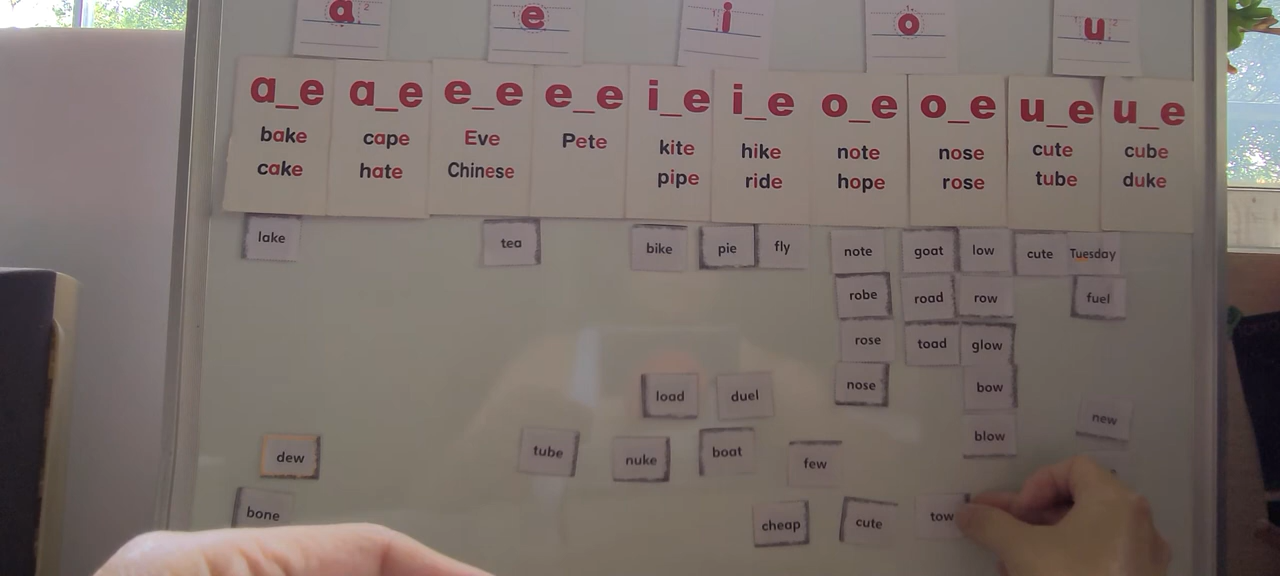 a e i o u
a_e a_e e_e e_e i_e i_e o_e o_e u_e u_e
bake cape Eve Pete kite hike note nose cute cube
cake hate Chinese pipe ride hope rose tube duke
lake tea bike pie fly note goat low cute Tuesday
robe road row fuel
rose toad glow
load duel nose bow
new
blow
dew tube nuke boat few
bone cheap cute tow